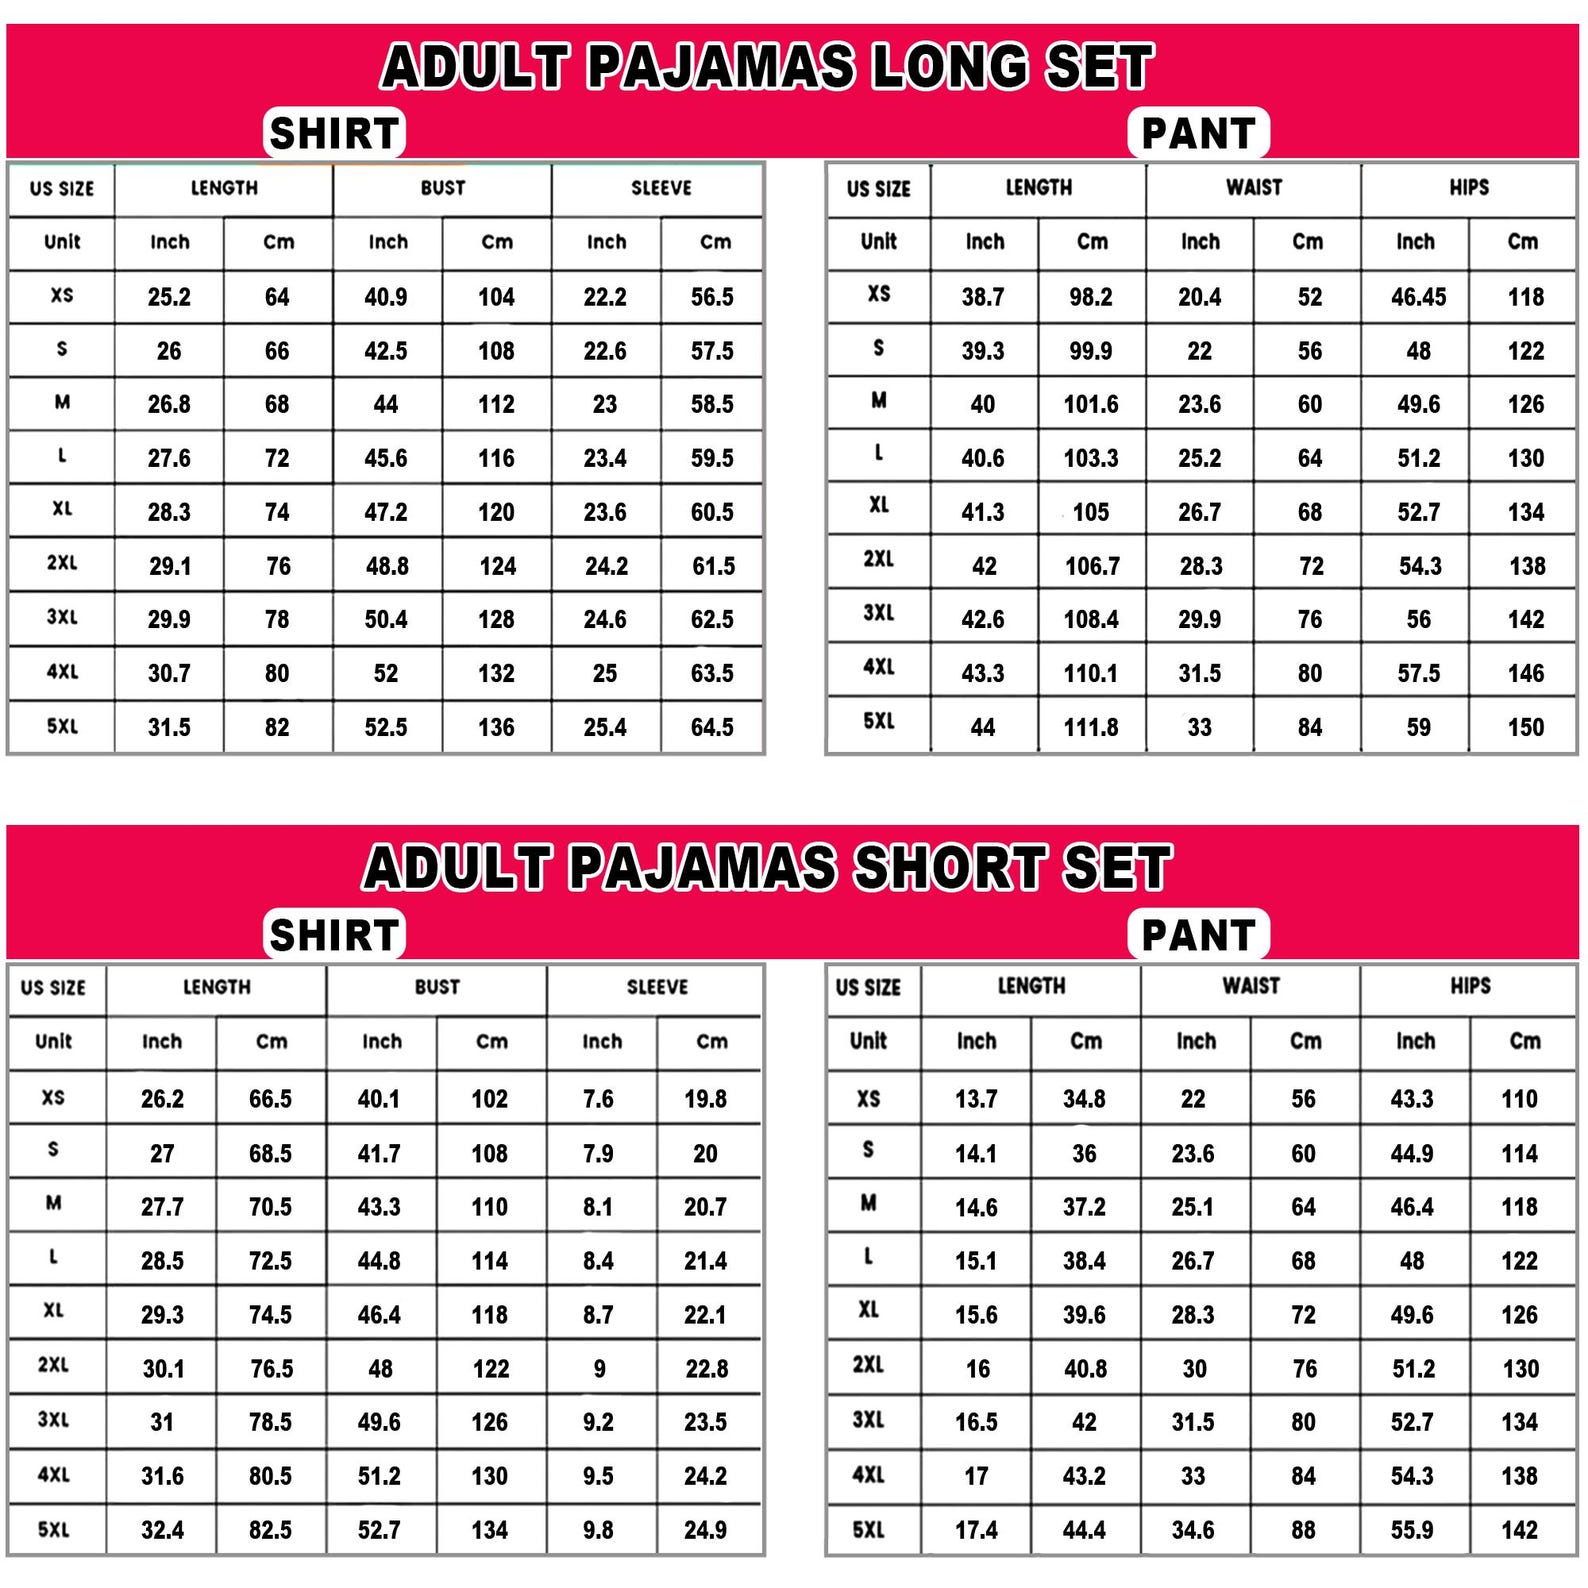 ADULT PAJAMAS LONG SET
SHIRT PANT
US SIZE LENGTH BUST SLEEVE
Unit Inch Cm Inch Cm Inch Cm
XS 25.2 64 40.9 104 22.2 56.5
S 26 66 42.5 108 22.6 57.5
M 26.8 68 44 112 23 58.5
L 27.6 72 45.6 116 23.4 59.5
XL 28.3 74 47.2 120 23.6 60.5
2XL 29.1 76 48.8 124 24.2 61.5
3XL 29.9 78 50.4 128 24.6 62.5
4XL 30.7 80 52 132 25 63.5
5XL 31.5 82 52.5 136 25.4 64.5
US SIZE LENGTH WAIST HIPS
Unit Inch Cm Inch Cm Inch Cm
XS 38.7 98.2 20.4 52 46.45 118
S 39.3 99.9 22 56 48 122
M 40 101.6 23.6 60 49.6 126
L 40.6 103.3 25.2 64 51.2 130
XL 41.3 105 26.7 68 52.7 134
2XL 42 106.7 28.3 72 54.3 138
3XL 42.6 108.4 29.9 76 56 142
4XL 43.3 110.1 31.5 80 57.5 146
5XL 44 111.8 33 84 59 150
ADULT PAJAMAS SHORT SET
SHIRT PANT
US SIZE LENGTH BUST SLEEVE
Unit Inch Cm Inch Cm Inch Cm
XS 26.2 66.5 40.1 102 7.6 19.8
S 27 68.5 41.7 108 7.9 20
M 27.7 70.5 43.3 110 8.1 20.7
L 28.5 72.5 44.8 114 8.4 21.4
XL 29.3 74.5 46.4 118 8.7 22.1
2XL 30.1 76.5 48 122 9 22.8
3XL 31 78.5 49.6 126 9.2 23.5
4XL 31.6 80.5 51.2 130 9.5 24.2
5XL 32.4 82.5 52.7 134 9.8 24.9
US SIZE LENGTH WAIST HIPS
Unit Inch Cm Inch Cm Inch Cm
XS 13.7 34.8 22 56 43.3 110
S 14.1 36 23.6 60 44.9 114
M 14.6 37.2 25.1 64 46.4 118
L 15.1 38.4 26.7 68 48 122
XL 15.6 39.6 28.3 72 49.6 126
2XL 16 40.8 30 76 51.2 130
3XL 16.5 42 31.5 80 52.7 134
4XL 17 43.2 33 84 54.3 138
5XL 17.4 44.4 34.6 88 55.9 142